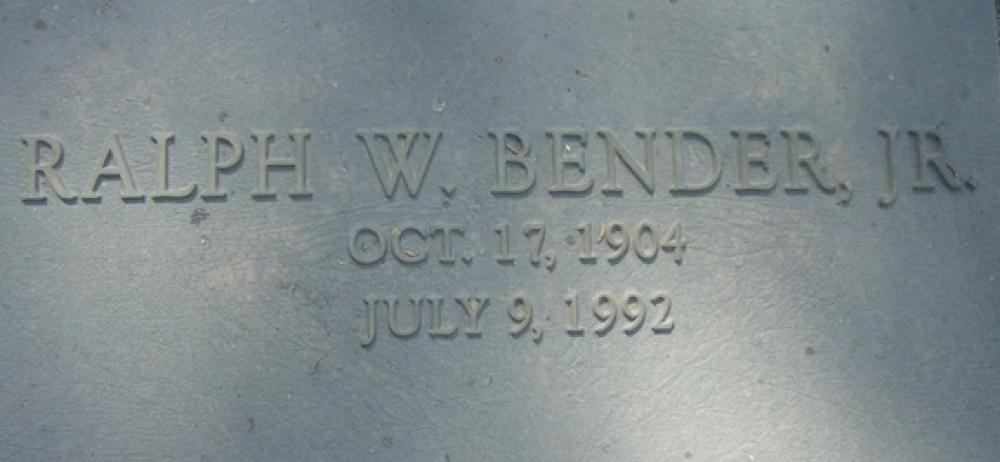 RALPH W. BENDER, JR.
OCT. 17, 1904
JULY 9, 1992